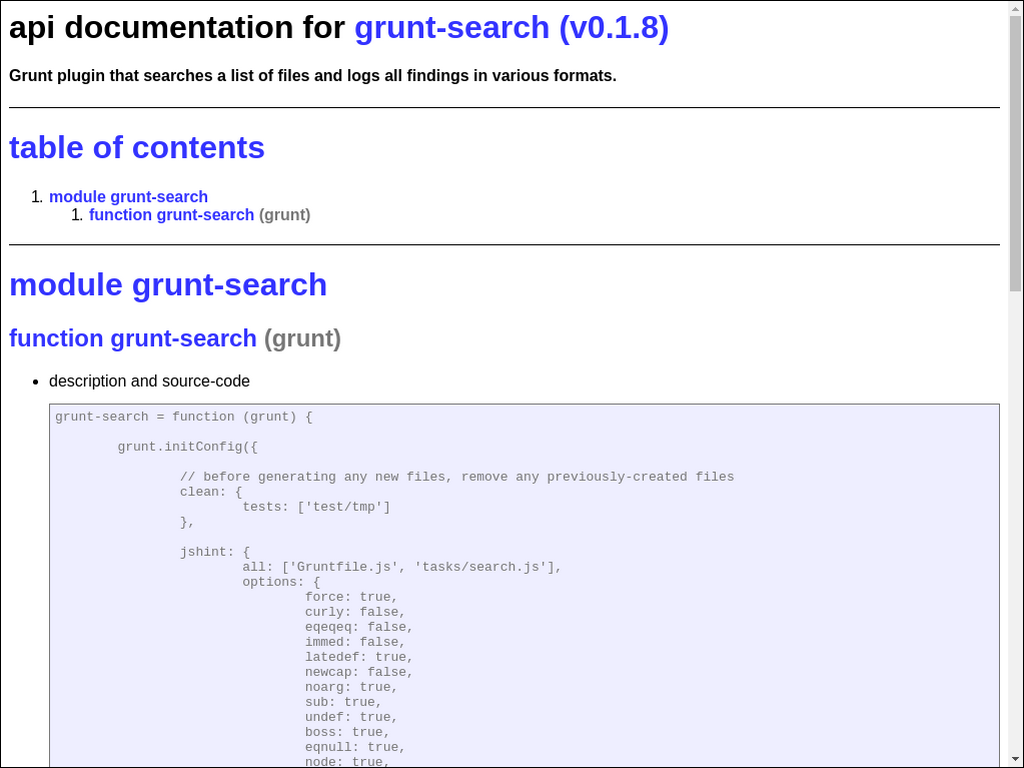 api documentation for grunt-search (v0.1.8)
Grunt plugin that searches a list of files and logs all findings in various formats.
table of contents
1. module grunt-search
1. function grunt-search (grunt)
module grunt-search
function grunt-search (grunt)
• description and source-code
grunt-search = function (grunt) {
grunt.initConfig({
// before generating any new files, remove any previously-created files
clean: {
tests: ['test/tmp']
},
jshint: {
all: ['Gruntfile.js', 'tasks/search.js'],
options: {
force: true,
curly: false,
eqeqeq: false,
immed: false,
latedef: true,
newcap: false,
noarg: true,
sub: true,
undef: true,
boss: true,
eqnull: true,
node: true,